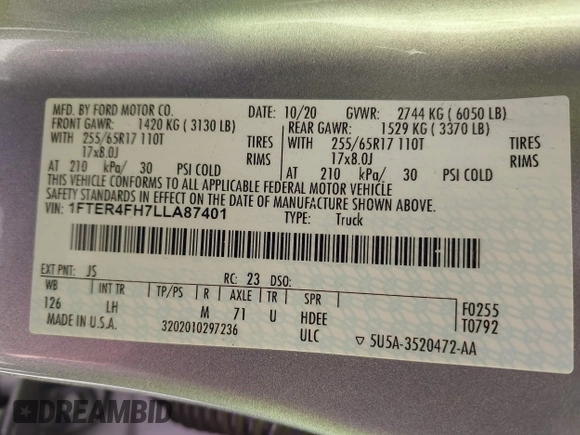 MFD. BY FORD MOTOR CO.
DATE: 10/20 GVWR: 2744 KG ( 6050 LB)
FRONT GAWR: 1420 KG ( 3130 LB) REAR GAWR: 1529 KG ( 3370 LB)
WITH 255/65R17 110T TIRES WITH 255/65R17 110T TIRES
17x8.0J RIMS 17x8.0J RIMS
AT 210 kPa/ 30 PSI COLD AT 210 kPa/ 30 PSI COLD
THIS VEHICLE CONFORMS TO ALL APPLICABLE FEDERAL MOTOR VEHICLE
SAFETY STANDARDS IN EFFECT ON THE DATE OF MANUFACTURE SHOWN ABOVE.
VIN: 1FTER4FH7LLA87401 TYPE: Truck
EXT PNT: JS RC: 23 DSO:
WB INT TR TP/PS R AXLE TR SPR
126 LH M 71 U HDEE F0255
ULC T0792
MADE IN U.S.A. 3202010297236 ▽ 5U5A-3520472-AA
DREAMBID